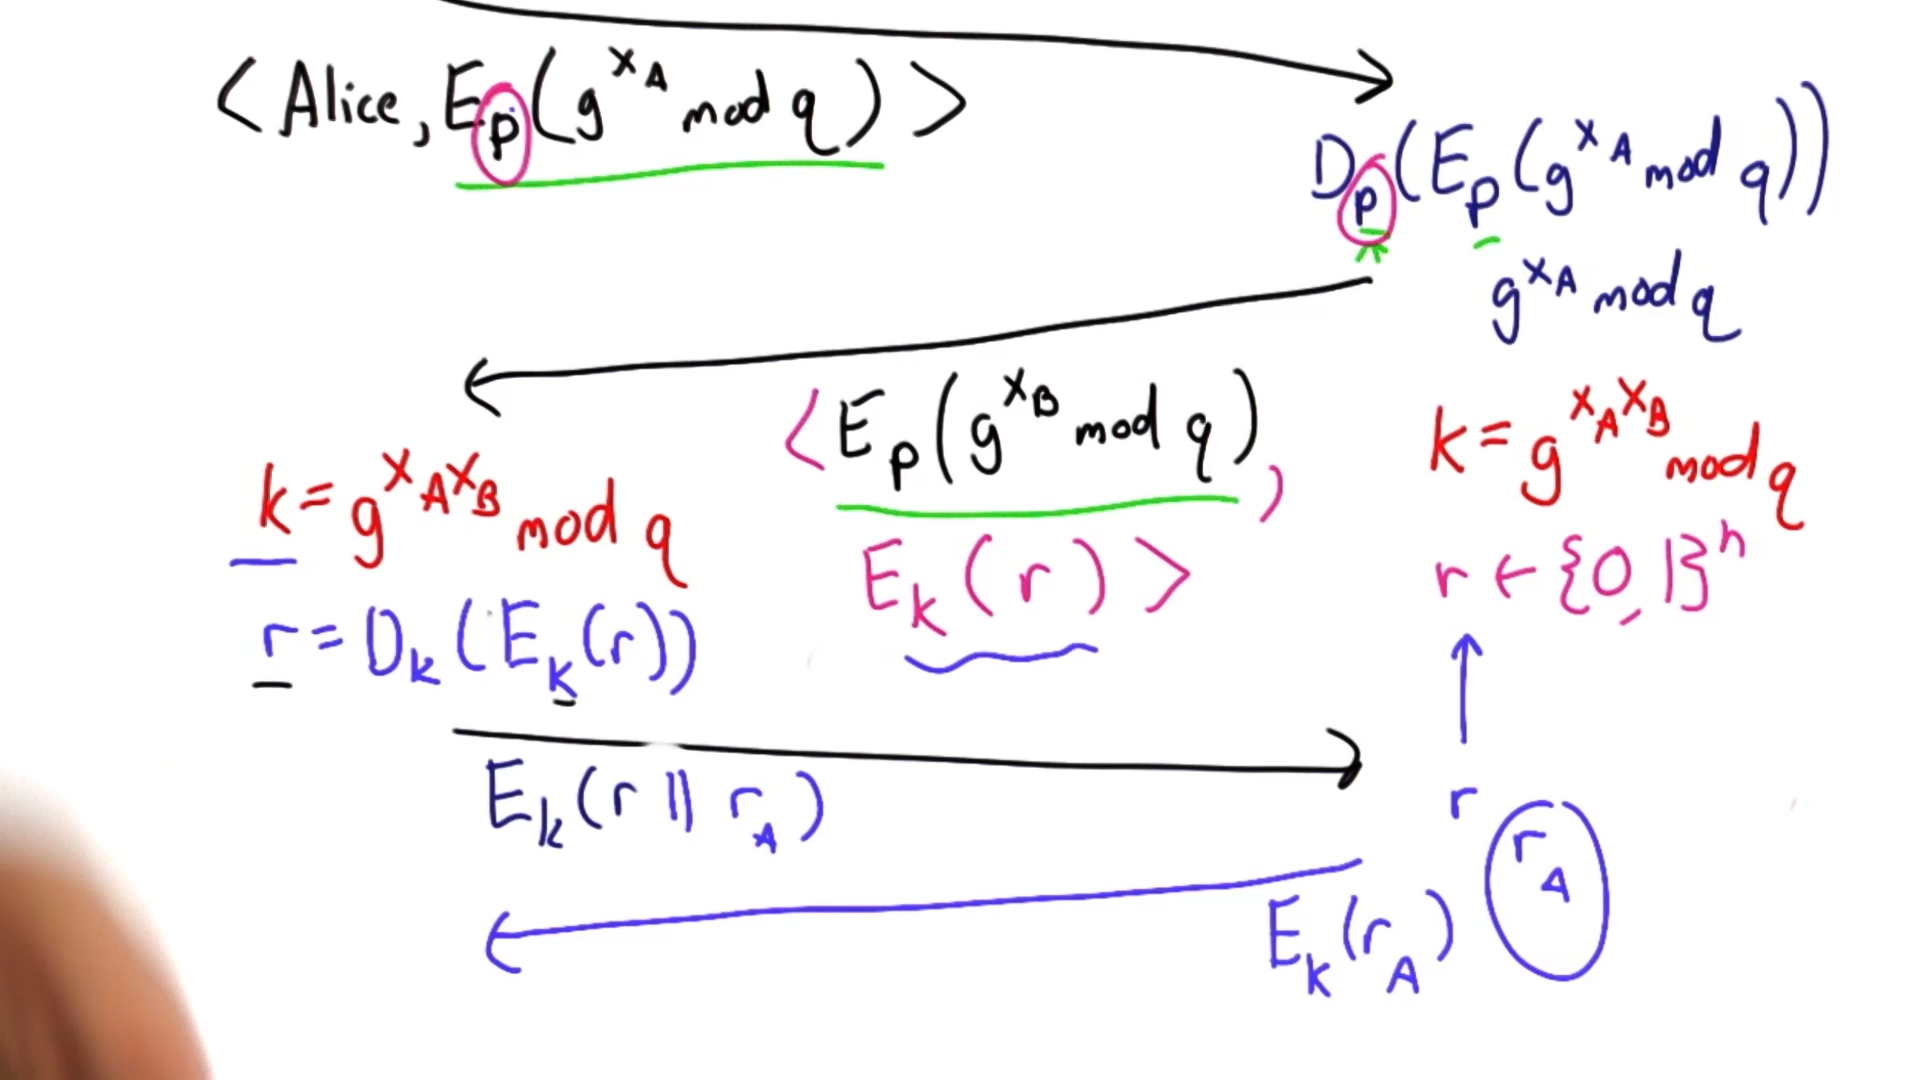 <Alice, E_p(g^{x_A} mod q)>
D_p(E_p(g^{x_A} mod q))
g^{x_A} mod q
<E_p(g^{x_B} mod q),
E_k(r)>
k = g^{x_A x_B} mod q
r ← {0,1}^n
k = g^{x_A x_B} mod q
r = D_k(E_k(r))
E_k(r || r_A)
r r_A
E_k(r_A)